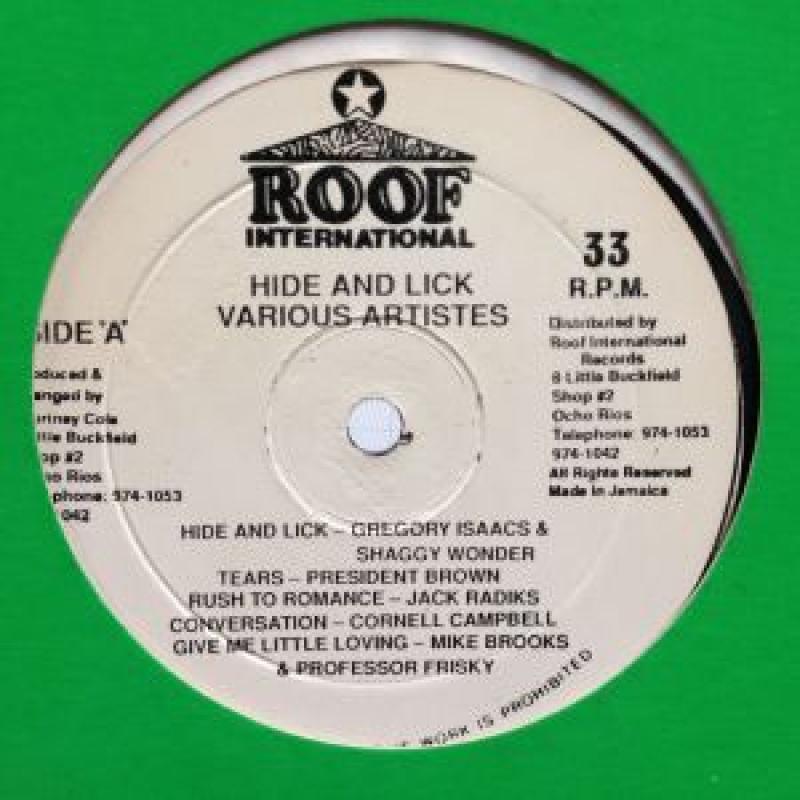 ROOF
INTERNATIONAL
33
R.P.M.
HIDE AND LICK
VARIOUS ARTISTES
SIDE 'A'
oduced &
anged by
rtney Cole
ittle Buckfield
op #2
ho Rios
phone: 974-1053
042
Distributed by
Roof International
Records
6 Little Buckfield
Shop #2
Ocho Rios
Telephone: 974-1053
974-1042
All Rights Reserved
Made in Jamaica
HIDE AND LICK – GREGORY ISAACS &
SHAGGY WONDER
TEARS – PRESIDENT BROWN
RUSH TO ROMANCE – JACK RADIKS
CONVERSATION – CORNELL CAMPBELL
GIVE ME LITTLE LOVING – MIKE BROOKS
& PROFESSOR FRISKY
WORK IS PROHIBITED